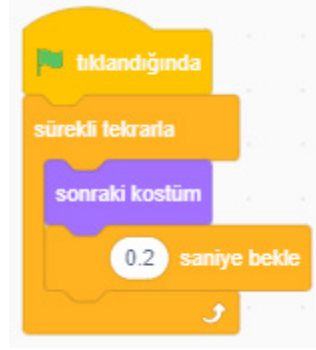 tıklandığında
sürekli tekrarla
sonraki kostüm
0.2 saniye bekle